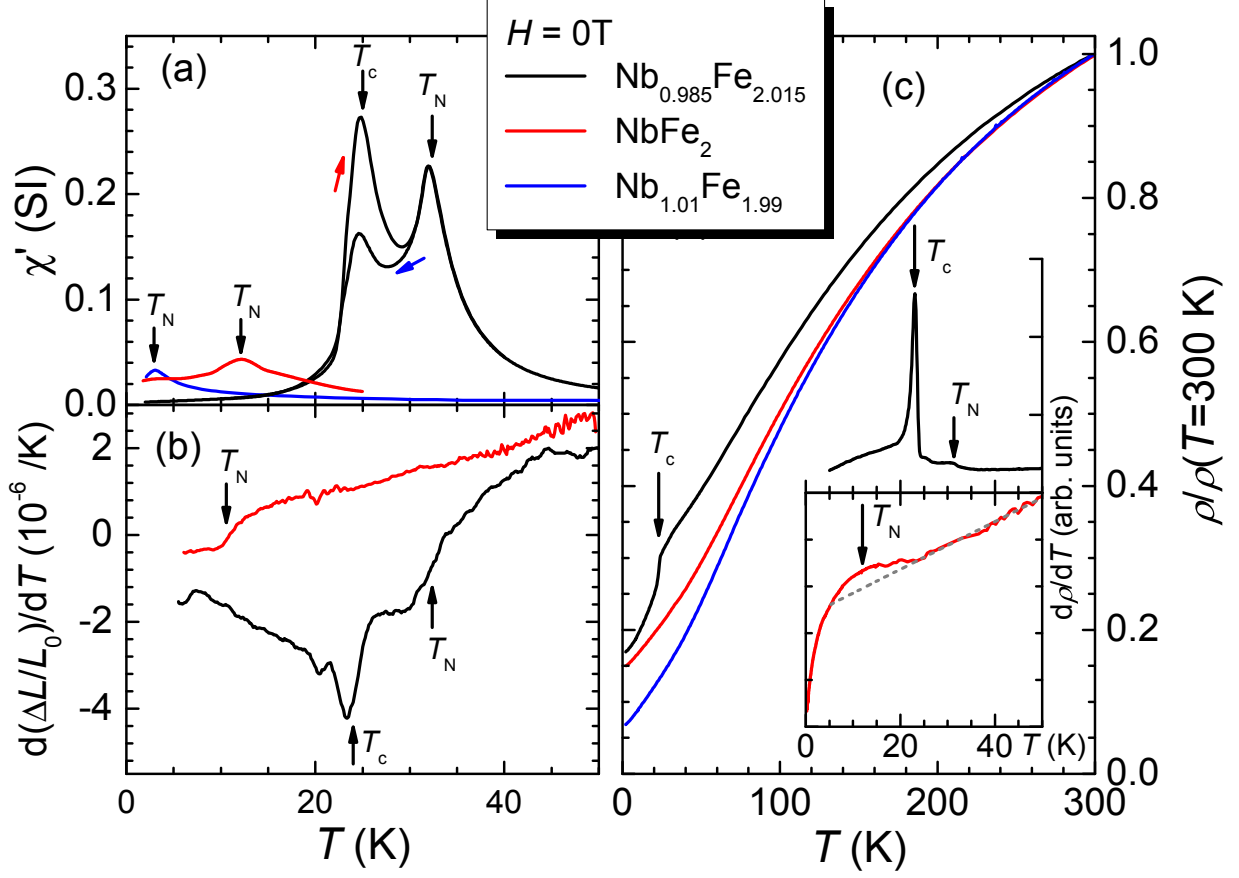 H = 0T
Nb0.985Fe2.015
NbFe2
Nb1.01Fe1.99
(a)
Tc
TN
TN
TN
0.3
0.2
0.1
0.0
χ' (SI)
(b)
TN
TN
Tc
2
0
-2
-4
d(ΔL/L0)/dT (10-6 /K)
0
20
40
T (K)
(c)
Tc
Tc
TN
TN
dρ/dT (arb. units)
0
20
40
T (K)
1.0
0.8
0.6
0.4
0.2
0.0
ρ/ρ(T=300 K)
0
100
200
300
T (K)